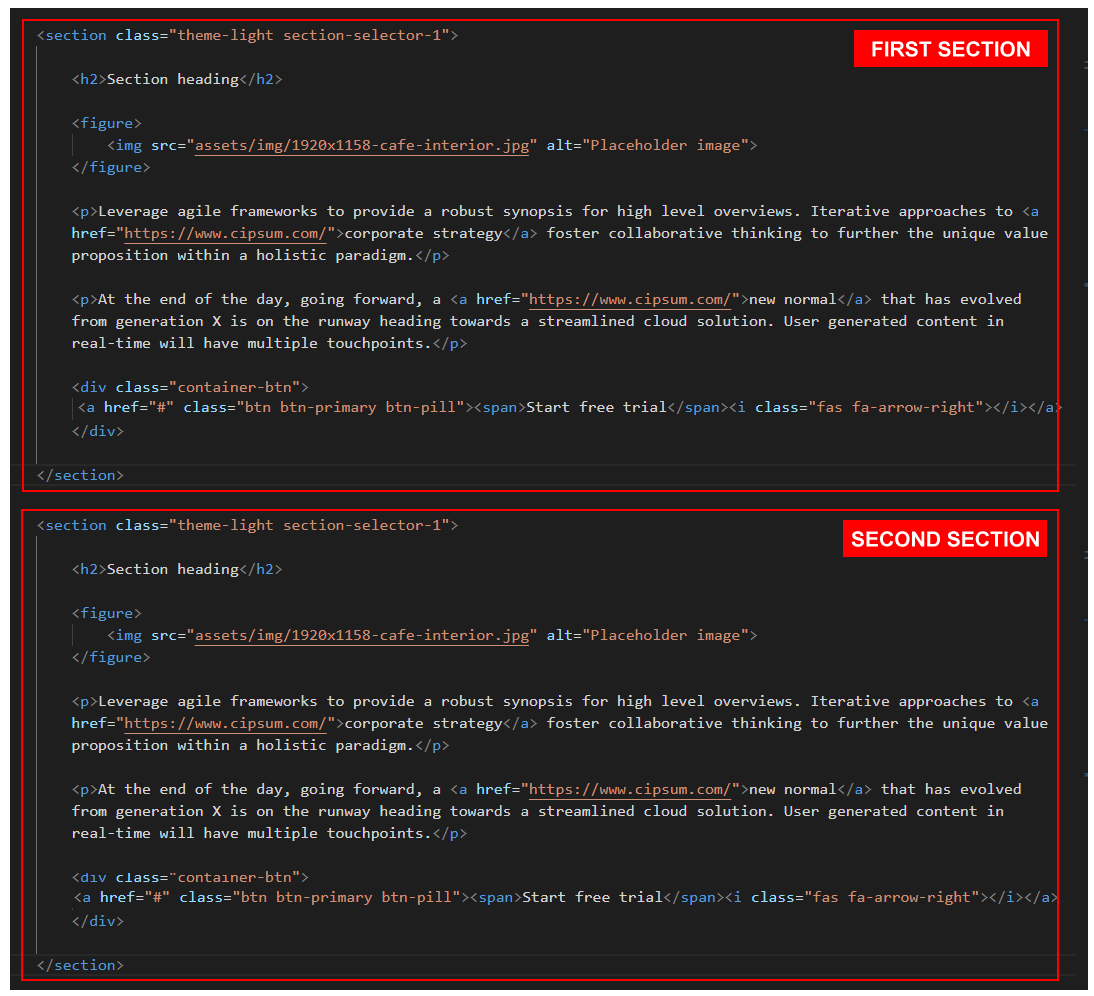 <section class="theme-light section-selector-1">
FIRST SECTION
<h2>Section heading</h2>
<figure>
<img src="assets/img/1920x1158-cafe-interior.jpg" alt="Placeholder image">
</figure>
<p>Leverage agile frameworks to provide a robust synopsis for high level overviews. Iterative approaches to <a
href="https://www.cipsum.com/">corporate strategy</a> foster collaborative thinking to further the unique value
proposition within a holistic paradigm.</p>
<p>At the end of the day, going forward, a <a href="https://www.cipsum.com/">new normal</a> that has evolved
from generation X is on the runway heading towards a streamlined cloud solution. User generated content in
real-time will have multiple touchpoints.</p>
<div class="container-btn">
<a href="#" class="btn btn-primary btn-pill"><span>Start free trial</span><i class="fas fa-arrow-right"></i></a>
</div>
</section>
<section class="theme-light section-selector-1">
SECOND SECTION
<h2>Section heading</h2>
<figure>
<img src="assets/img/1920x1158-cafe-interior.jpg" alt="Placeholder image">
</figure>
<p>Leverage agile frameworks to provide a robust synopsis for high level overviews. Iterative approaches to <a
href="https://www.cipsum.com/">corporate strategy</a> foster collaborative thinking to further the unique value
proposition within a holistic paradigm.</p>
<p>At the end of the day, going forward, a <a href="https://www.cipsum.com/">new normal</a> that has evolved
from generation X is on the runway heading towards a streamlined cloud solution. User generated content in
real-time will have multiple touchpoints.</p>
<div class="container-btn">
<a href="#" class="btn btn-primary btn-pill"><span>Start free trial</span><i class="fas fa-arrow-right"></i></a>
</div>
</section>